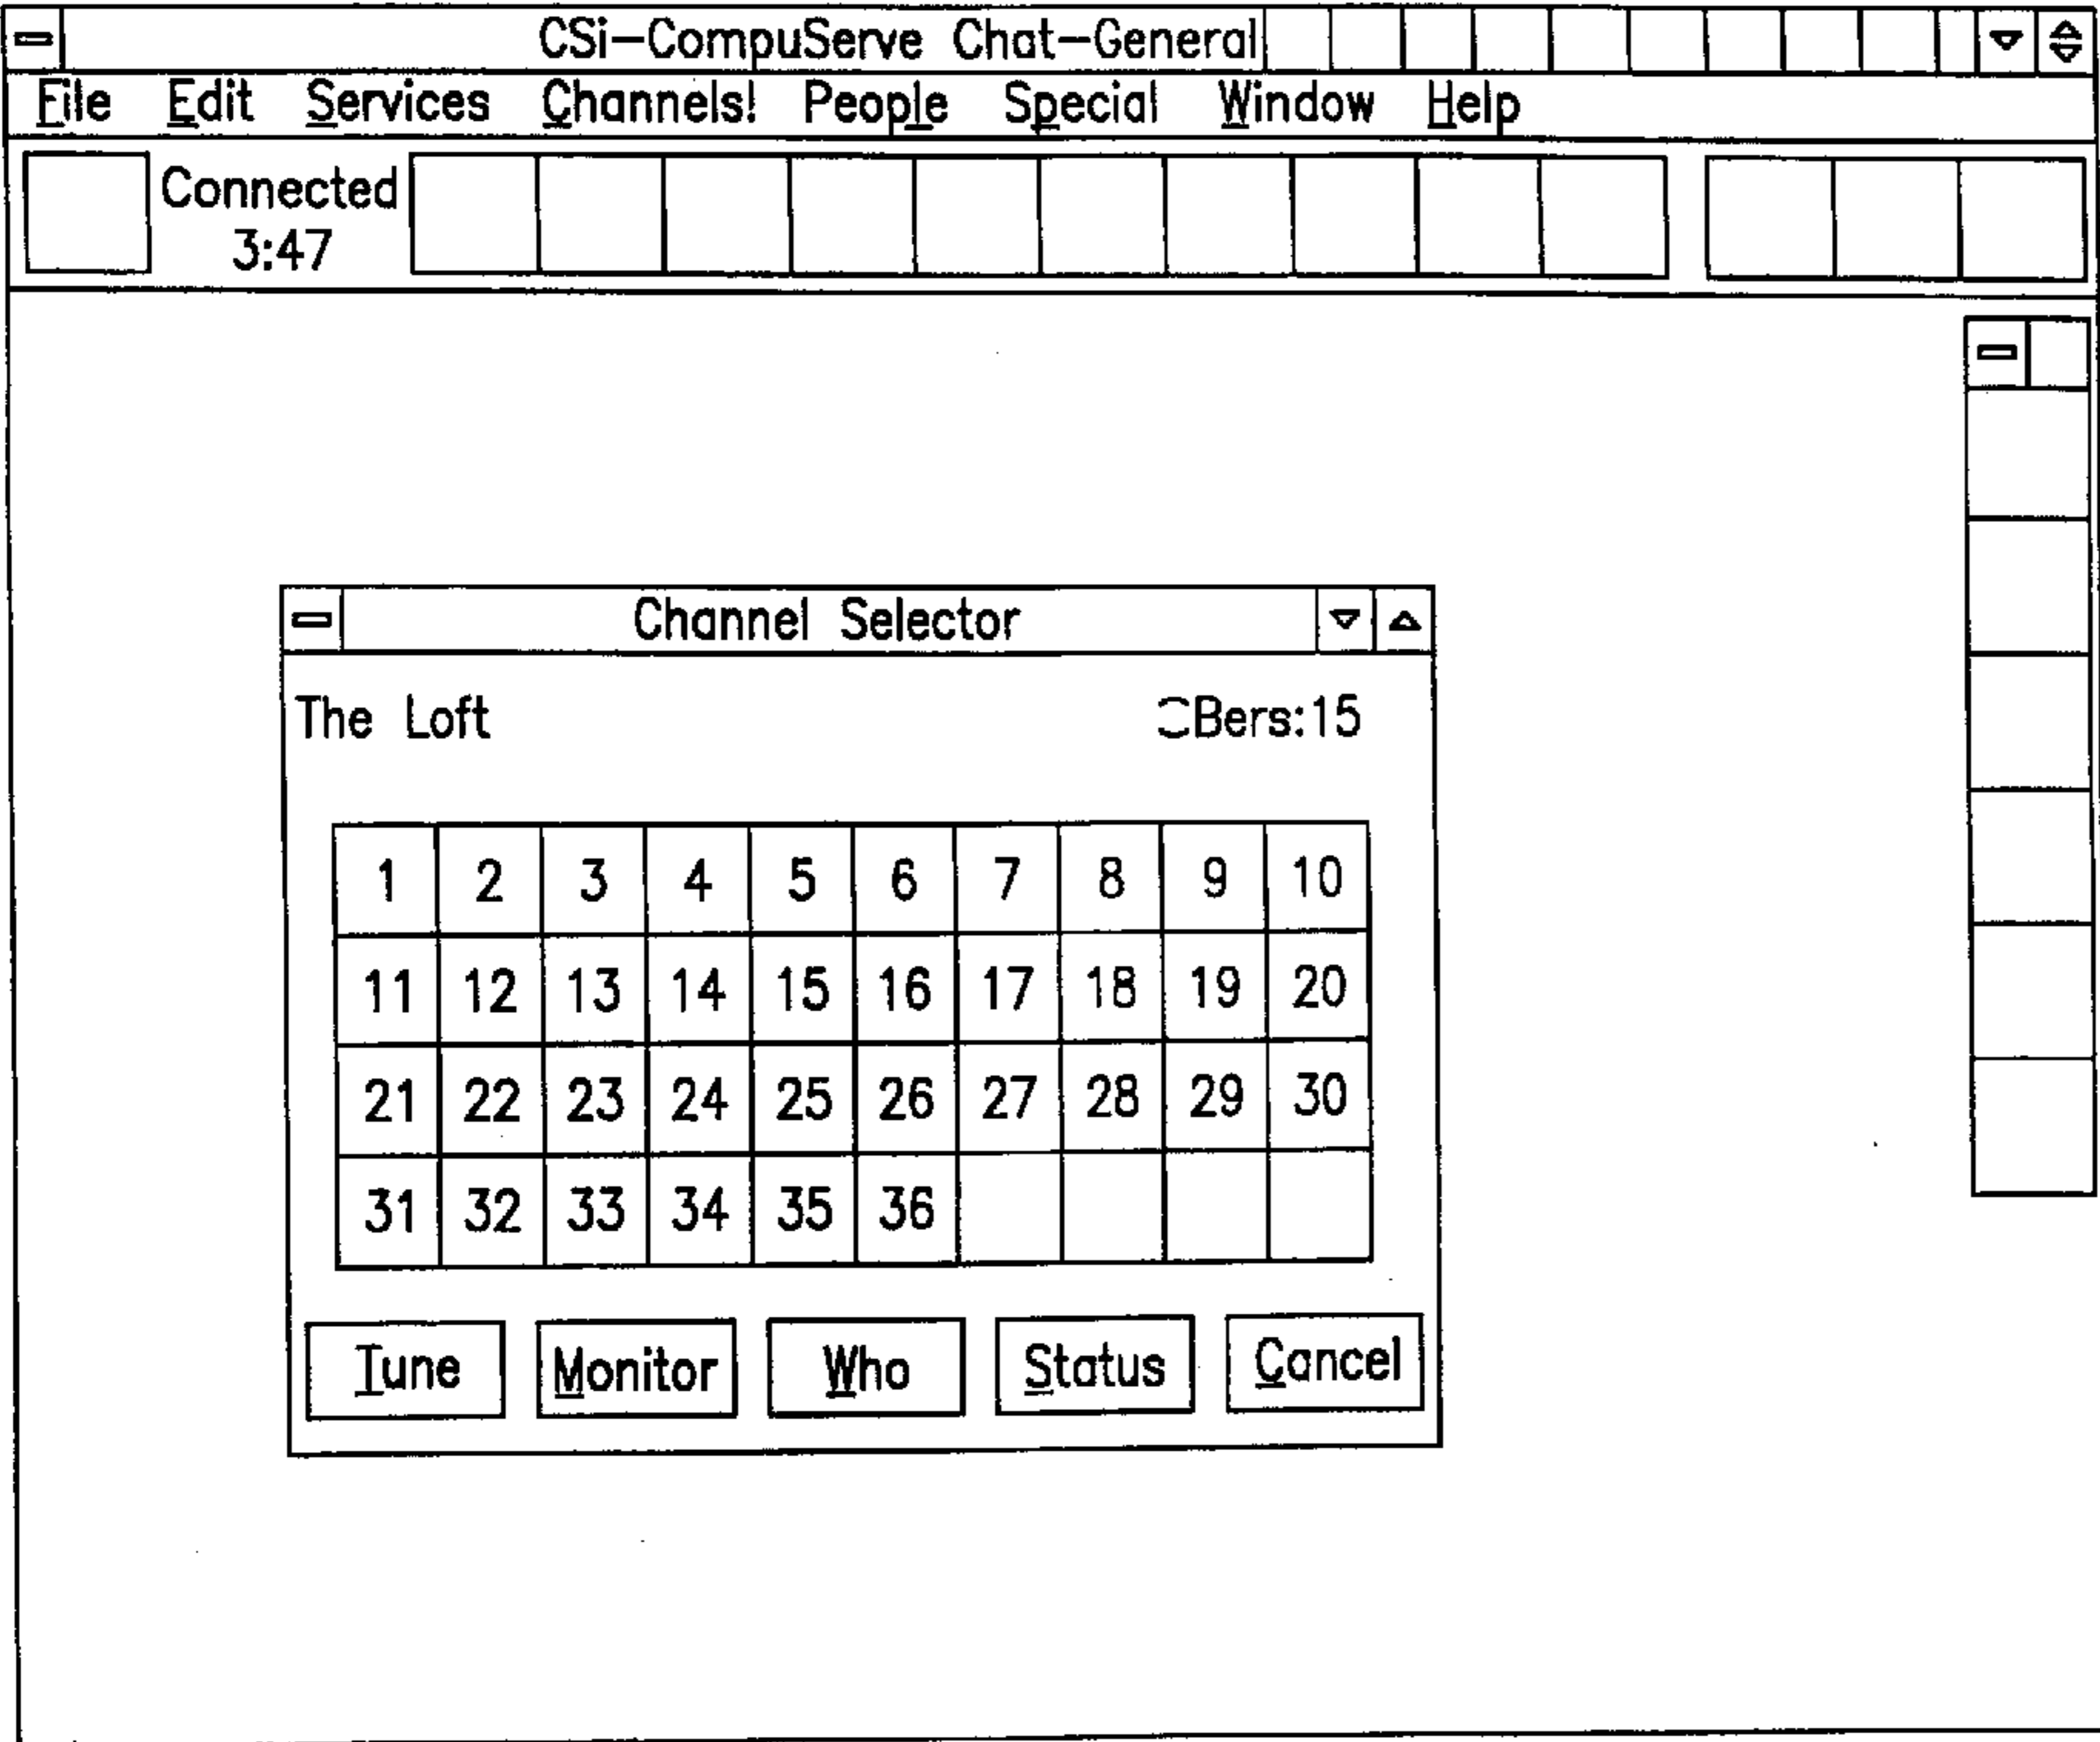 CSi-CompuServe Chat-General
File Edit Services Channels! People Special Window Help
Connected
3:47
Channel Selector
The Loft CBers:15
1 2 3 4 5 6 7 8 9 10
11 12 13 14 15 16 17 18 19 20
21 22 23 24 25 26 27 28 29 30
31 32 33 34 35 36
Tune Monitor Who Status Cancel